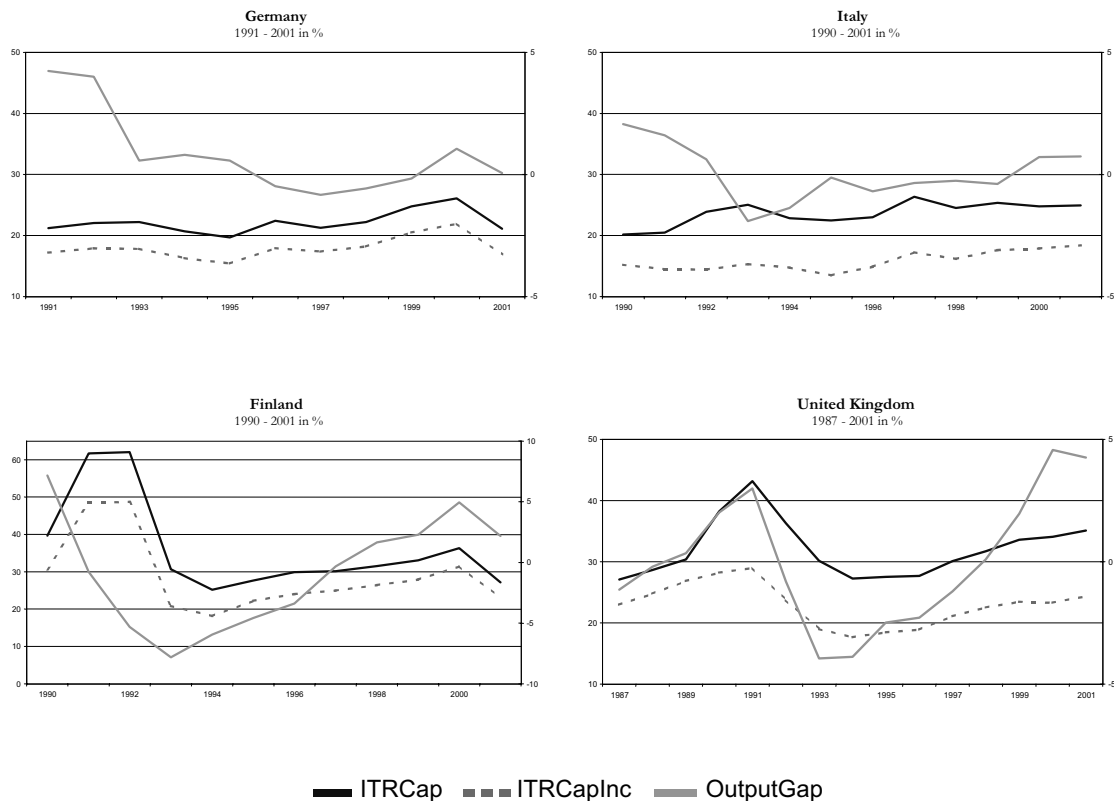 Germany
1991 - 2001 in %
50
40
30
20
10
5
0
-5
1991 1993 1995 1997 1999 2001
Italy
1990 - 2001 in %
50
40
30
20
10
5
0
-5
1990 1992 1994 1996 1998 2000
Finland
1990 - 2001 in %
60
50
40
30
20
10
0
10
5
0
-5
-10
1990 1992 1994 1996 1998 2000
United Kingdom
1987 - 2001 in %
50
40
30
20
10
5
0
-5
1987 1989 1991 1993 1995 1997 1999 2001
ITRCap ITRCapInc OutputGap